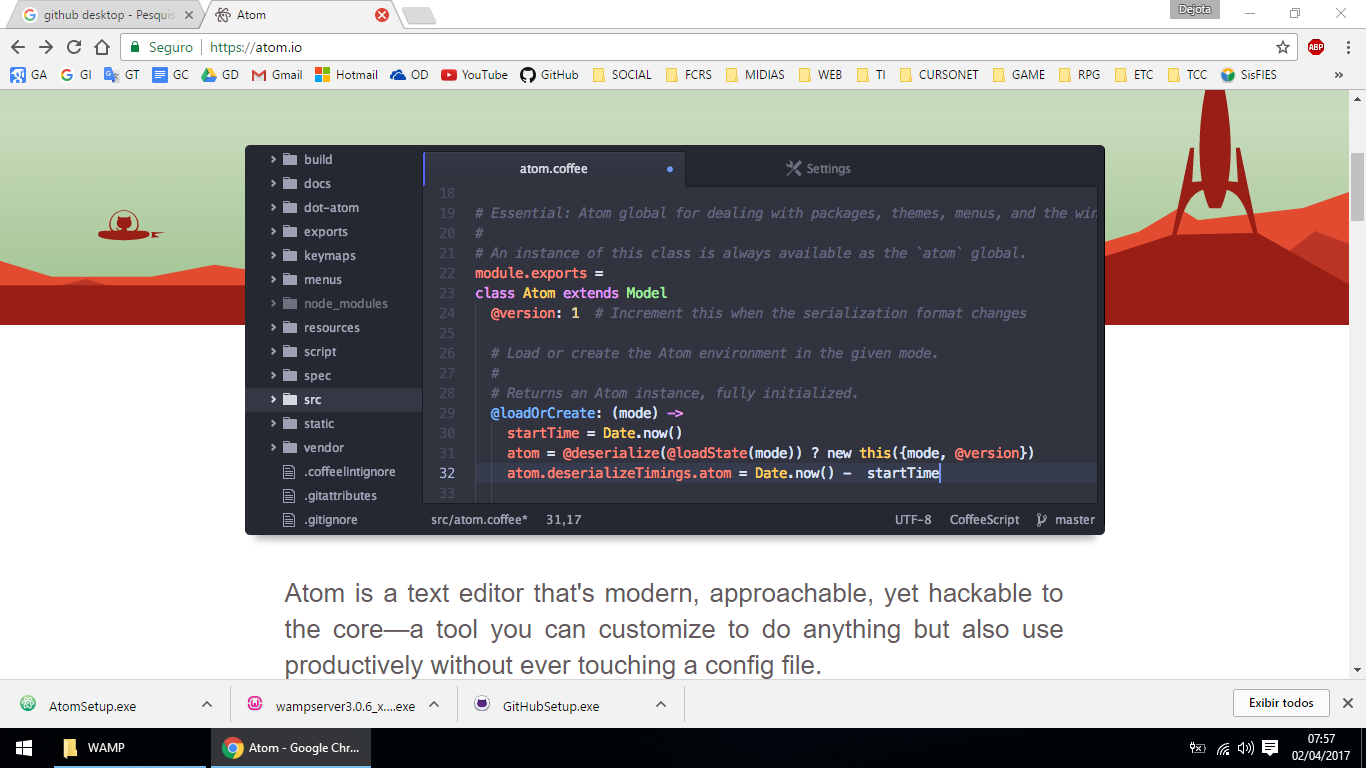 github desktop - Pesquis
Atom
Dejota
Seguro
https://atom.io
ABP
GA
GI
GT
GC
GD
Gmail
Hotmail
OD
YouTube
GitHub
SOCIAL
FCRS
MIDIAS
WEB
TI
CURSONET
GAME
RPG
ETC
TCC
SisFIES
»
build
docs
dot-atom
exports
keymaps
menus
node_modules
resources
script
spec
src
static
vendor
.coffeelintignore
.gitattributes
.gitignore
atom.coffee
Settings
18
19 # Essential: Atom global for dealing with packages, themes, menus, and the win
20 #
21 # An instance of this class is always available as the `atom` global.
22 module.exports =
23 class Atom extends Model
24 @version: 1 # Increment this when the serialization format changes
25
26 # Load or create the Atom environment in the given mode.
27 #
28 # Returns an Atom instance, fully initialized.
29 @loadOrCreate: (mode) ->
30 startTime = Date.now()
31 atom = @deserialize(@loadState(mode)) ? new this({mode, @version})
32 atom.deserializeTimings.atom = Date.now() -  startTime
33
src/atom.coffee* 31,17 UTF-8 CoffeeScript master
Atom is a text editor that's modern, approachable, yet hackable to
the core—a tool you can customize to do anything but also use
productively without ever touching a config file.
AtomSetup.exe
wampserver3.0.6_x....exe
GitHubSetup.exe
Exibir todos
WAMP
Atom - Google Chr...
07:57
02/04/2017